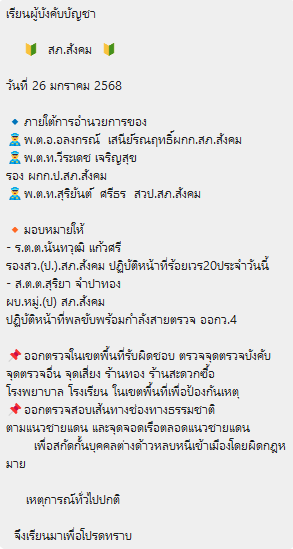 เรียนผู้บังคับบัญชา
🔰 สภ.สังคม 🔰
วันที่ 26 มกราคม 2568
🔹ภายใต้การอำนวยการของ
👮พ.ต.อ.อลงกรณ์ เสนีย์รณฤทธิ์ผกก.สภ.สังคม
👮พ.ต.ท.วีระเดช เจริญสุข
รอง ผกก.ป.สภ.สังคม
👮พ.ต.ท.สุริยันต์ ศรีธร สวป.สภ.สังคม
🔸มอบหมายให้
- ร.ต.ต.นันทวุฒิ แก้วศรี
รองสว.(ป.).สภ.สังคม ปฏิบัติหน้าที่ร้อยเวร20ประจำวันนี้
- ส.ต.ต.สุริยา จำปาทอง
ผบ.หมู่.(ป) สภ.สังคม
ปฏิบัติหน้าที่พลขับพร้อมกำลังสายตรวจ ออกว.4
📌ออกตรวจในเขตพื้นที่รับผิดชอบ ตรวจจุดตรวจบังคับ
จุดตรวจอื่น จุดเสี่ยง ร้านทอง ร้านสะดวกซื้อ
โรงพยาบาล โรงเรียน ในเขตพื้นที่เพื่อป้องกันเหตุ
📌ออกตรวจสอบเส้นทางช่องทางธรรมชาติ
ตามแนวชายแดน และจุดจอดเรือตลอดแนวชายแดน
เพื่อสกัดกั้นบุคคลต่างด้าวหลบหนีเข้าเมืองโดยผิดกฎห
มาย
เหตุการณ์ทั่วไปปกติ
จึงเรียนมาเพื่อโปรดทราบ